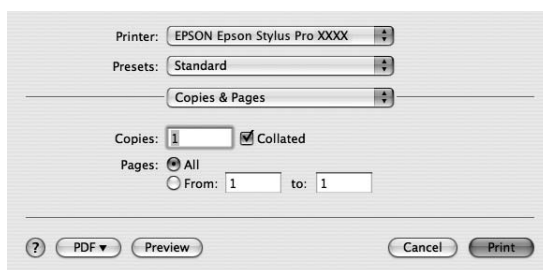 Printer: EPSON Epson Stylus Pro XXXX
Presets: Standard
Copies & Pages
Copies: 1 Collated
Pages: All
From: 1 to: 1
? PDF▼ Preview Cancel Print